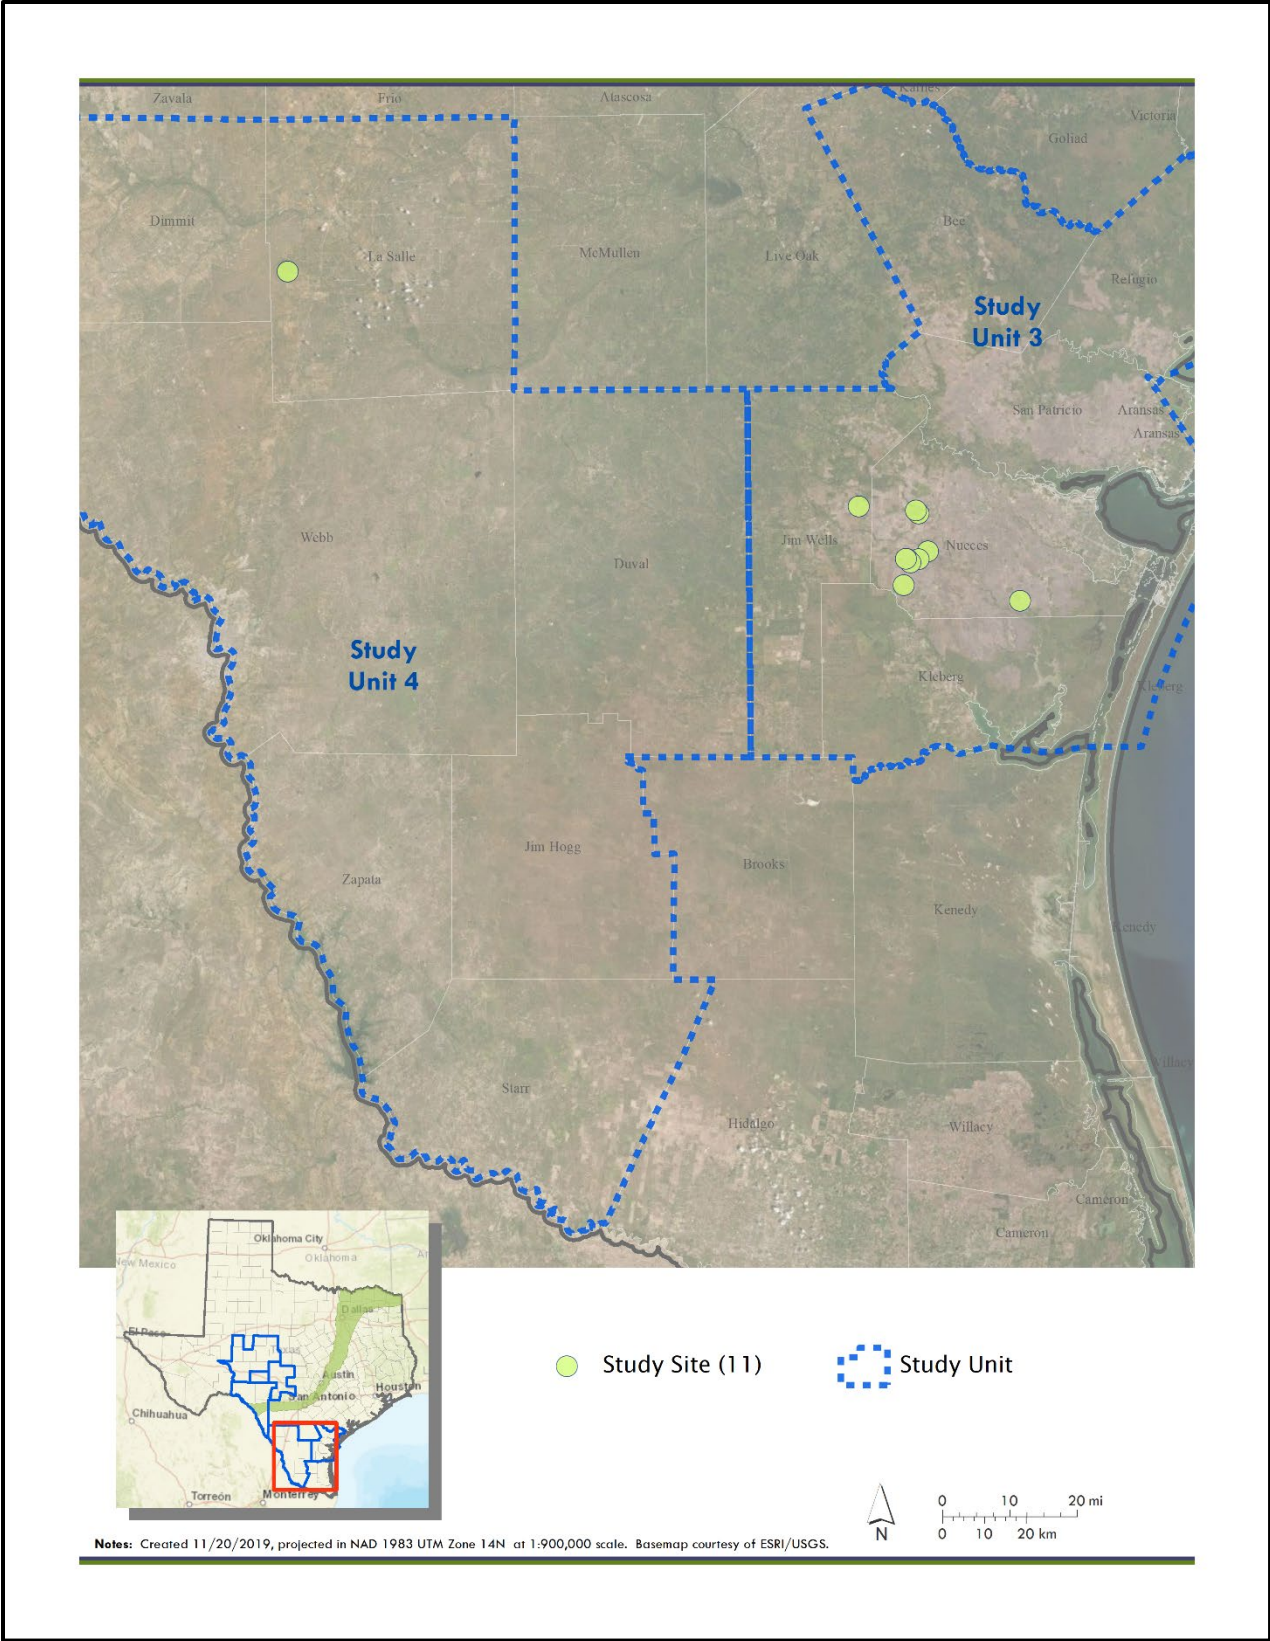 Zavala
Frio
Atascosa
Karnes
Victoria
Goliad
Dimmit
La Salle
McMullen
Live Oak
Bee
Refugio
Study
Unit 3
San Patricio
Aransas
Aransas
Webb
Duval
Jim Wells
Nueces
Study
Unit 4
Kleberg
Kleberg
Jim Hogg
Brooks
Zapata
Kenedy
Kenedy
Starr
Hidalgo
Willacy
Willacy
Cameron
Cameron
Oklahoma City
Oklahoma
New Mexico
Dallas
El Paso
Texas
Austin
San Antonio
Houston
Chihuahua
Torreón
Monterrey
Study Site (11)
Study Unit
N
0 10 20 mi
0 10 20 km
Notes: Created 11/20/2019, projected in NAD 1983 UTM Zone 14N at 1:900,000 scale. Basemap courtesy of ESRI/USGS.